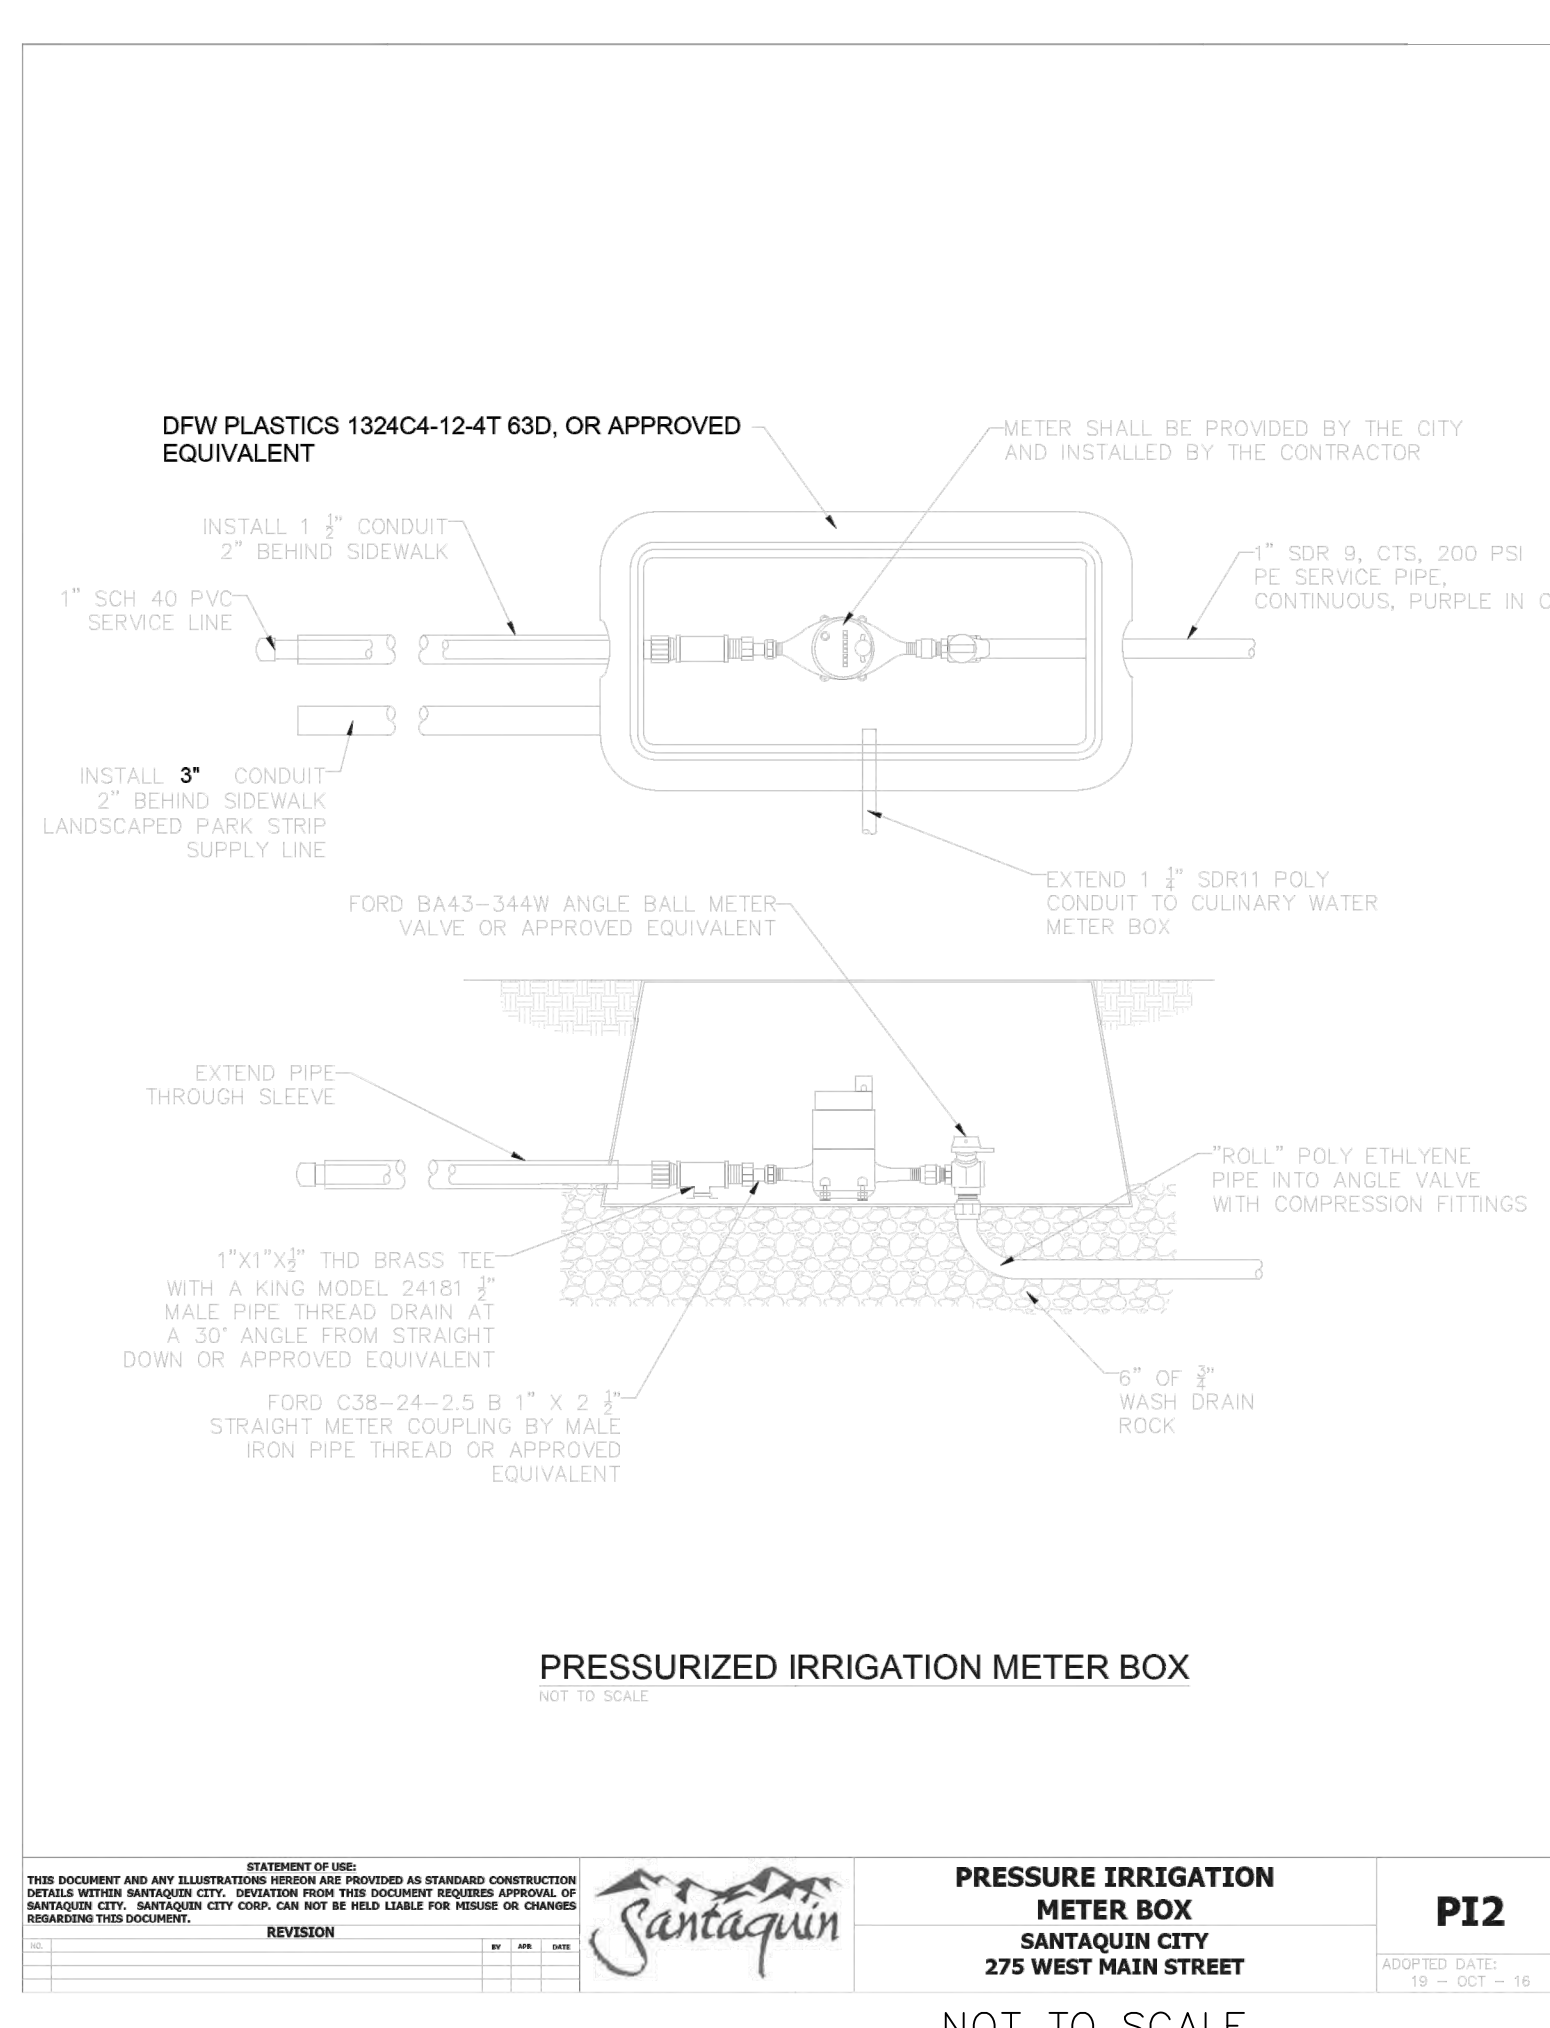 DFW PLASTICS 1324C4-12-4T 63D, OR APPROVED
EQUIVALENT
METER SHALL BE PROVIDED BY THE CITY
AND INSTALLED BY THE CONTRACTOR
INSTALL 1 ½" CONDUIT
2" BEHIND SIDEWALK
1" SDR 9, CTS, 200 PSI
PE SERVICE PIPE,
CONTINUOUS, PURPLE IN
1" SCH 40 PVC
SERVICE LINE
INSTALL 3" CONDUIT
2" BEHIND SIDEWALK
LANDSCAPED PARK STRIP
SUPPLY LINE
EXTEND 1 ¼" SDR11 POLY
CONDUIT TO CULINARY WATER
METER BOX
FORD BA43-344W ANGLE BALL METER
VALVE OR APPROVED EQUIVALENT
EXTEND PIPE
THROUGH SLEEVE
"ROLL" POLY ETHLYENE
PIPE INTO ANGLE VALVE
WITH COMPRESSION FITTINGS
1"X1"X½" THD BRASS TEE
WITH A KING MODEL 24181 ½"
MALE PIPE THREAD DRAIN AT
A 30° ANGLE FROM STRAIGHT
DOWN OR APPROVED EQUIVALENT
6" OF ¾"
WASH DRAIN
ROCK
FORD C38-24-2.5 B 1" X 2 ½"
STRAIGHT METER COUPLING BY MALE
IRON PIPE THREAD OR APPROVED
EQUIVALENT
PRESSURIZED IRRIGATION METER BOX
NOT TO SCALE
STATEMENT OF USE:
THIS DOCUMENT AND ANY ILLUSTRATIONS HEREON ARE PROVIDED AS STANDARD CONSTRUCTION
DETAILS WITHIN SANTAQUIN CITY. DEVIATION FROM THIS DOCUMENT REQUIRES APPROVAL OF
SANTAQUIN CITY. SANTAQUIN CITY CORP. CAN NOT BE HELD LIABLE FOR MISUSE OR CHANGES
REGARDING THIS DOCUMENT.
REVISION
NO. BY APR DATE
Santaquin
PRESSURE IRRIGATION
METER BOX
SANTAQUIN CITY
275 WEST MAIN STREET
PI2
ADOPTED DATE:
19 - OCT - 16
NOT TO SCALE